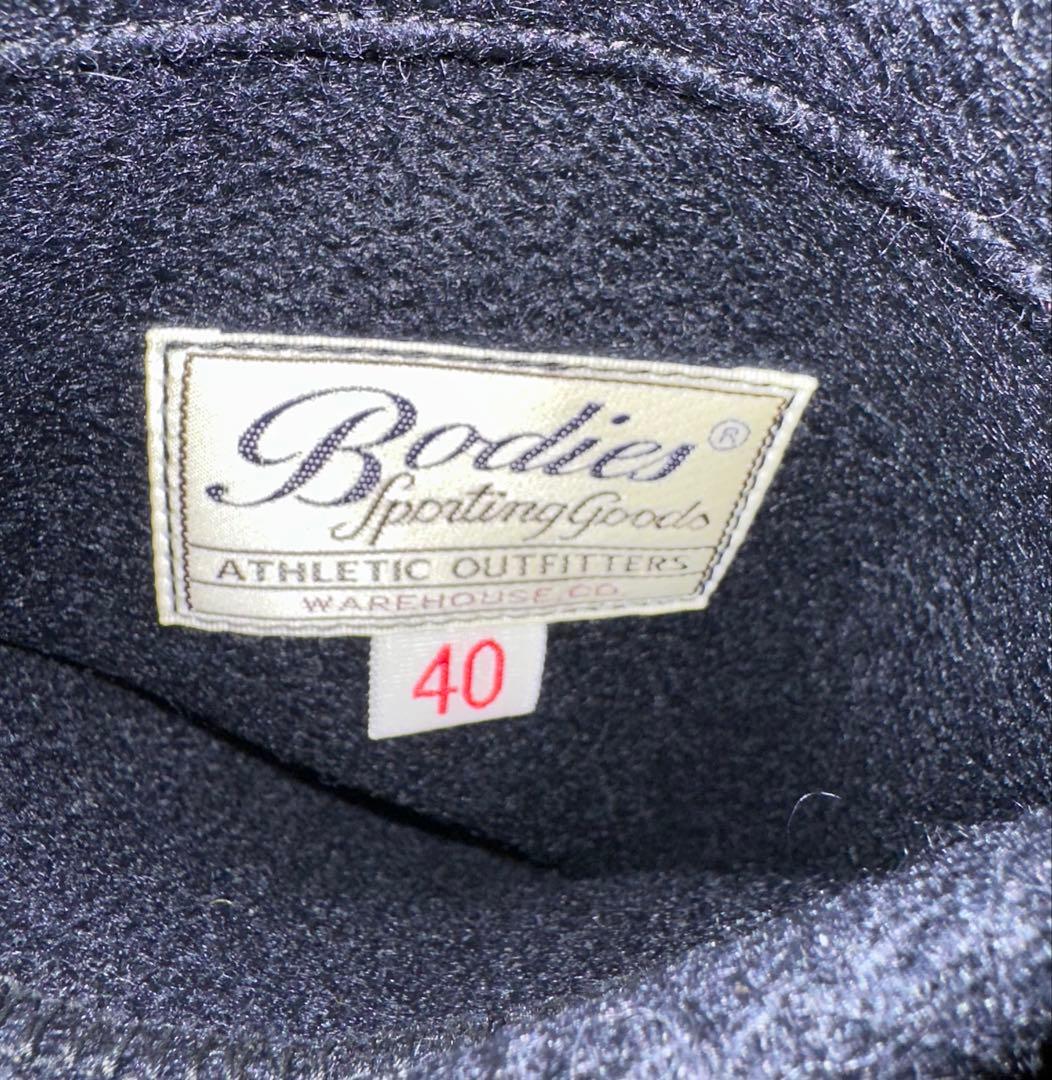 Bodies®
Sporting Goods
ATHLETIC OUTFITTERS
WAREHOUSE CO.
40